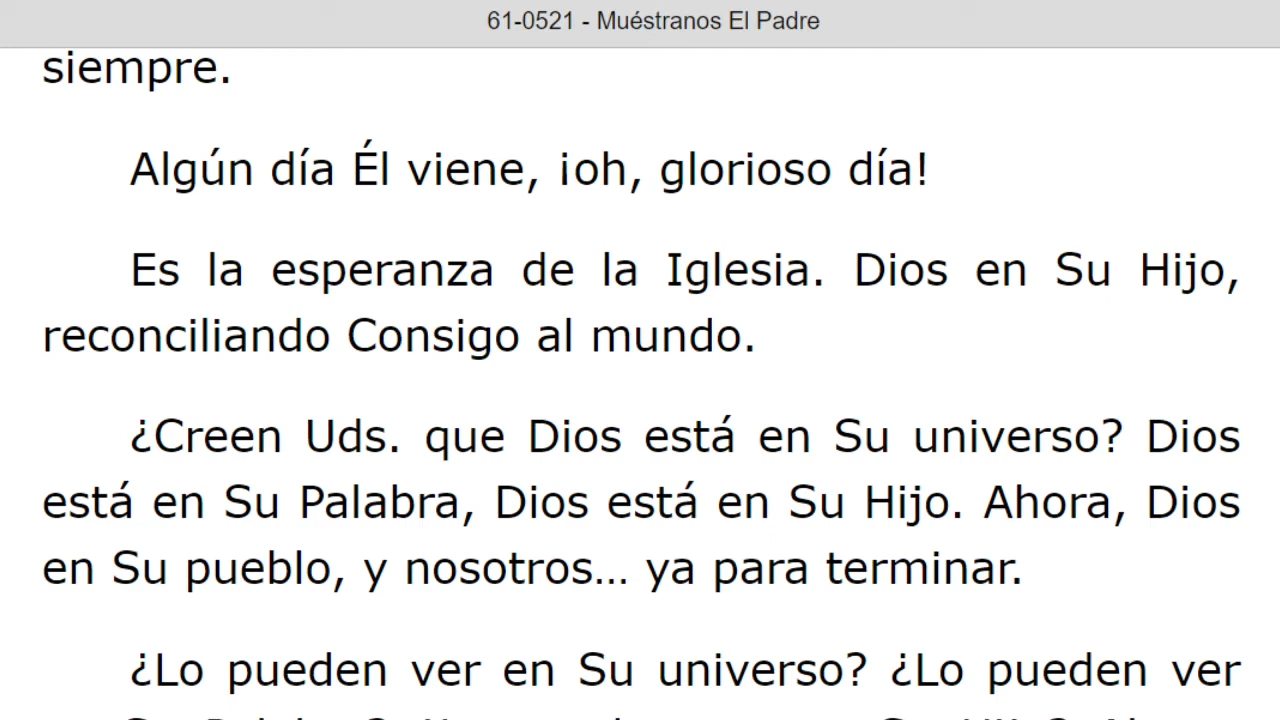 61-0521 - Muéstranos El Padre
siempre.
Algún día Él viene, ¡oh, glorioso día!
Es la esperanza de la Iglesia. Dios en Su Hijo,
reconciliando Consigo al mundo.
¿Creen Uds. que Dios está en Su universo? Dios
está en Su Palabra, Dios está en Su Hijo. Ahora, Dios
en Su pueblo, y nosotros… ya para terminar.
¿Lo pueden ver en Su universo? ¿Lo pueden ver